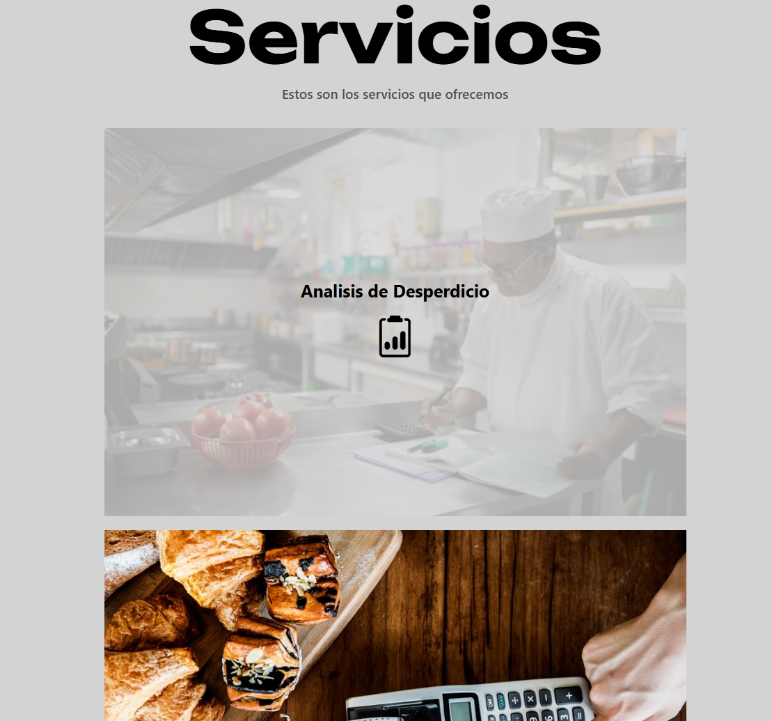 Servicios
Estos son los servicios que ofrecemos
Analisis de Desperdicio